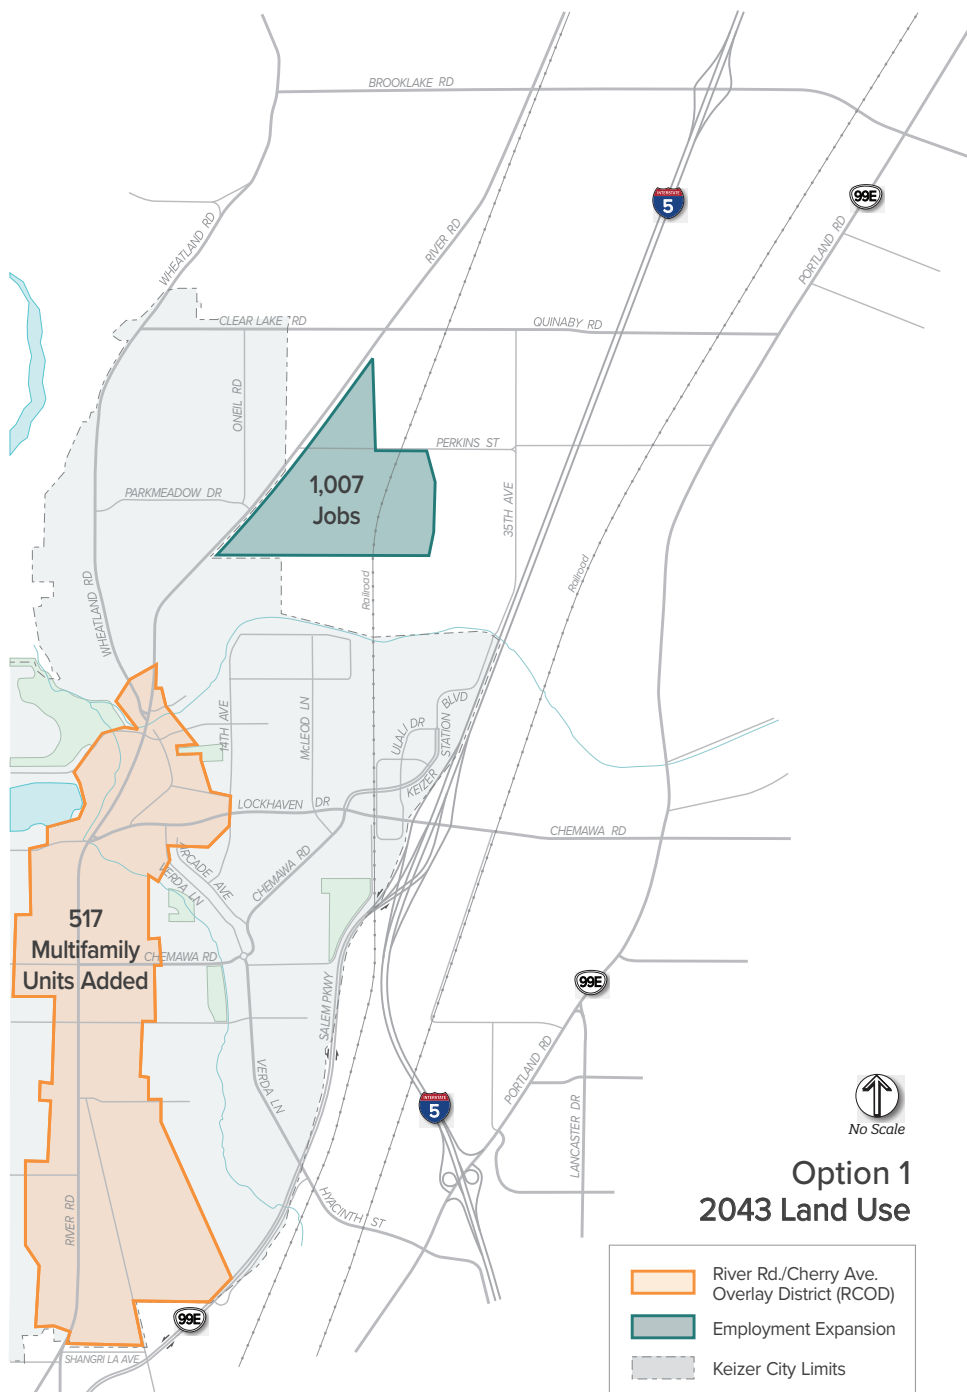 BROOKLAKE RD
INTERSTATE
5
99E
WHEATLAND RD
RIVER RD
PORTLAND RD
CLEAR LAKE RD
QUINABY RD
ONEIL RD
PERKINS ST
PARKMEADOW DR
1,007
Jobs
35TH AVE
Railroad
Railroad
WHEATLAND RD
14TH AVE
McLEOD LN
ULALI DR
KEIZER STATION BLVD
LOCKHAVEN DR
CHEMAWA RD
ARCADE AVE
VERDA LN
CHEMAWA RD
517
Multifamily
Units Added
CHEMAWA RD
99E
SALEM PKWY
PORTLAND RD
VERDA LN
INTERSTATE
5
LANCASTER DR
No Scale
HYACINTH ST
RIVER RD
Option 1
2043 Land Use
99E
SHANGRI LA AVE
River Rd./Cherry Ave.
Overlay District (RCOD)
Employment Expansion
Keizer City Limits